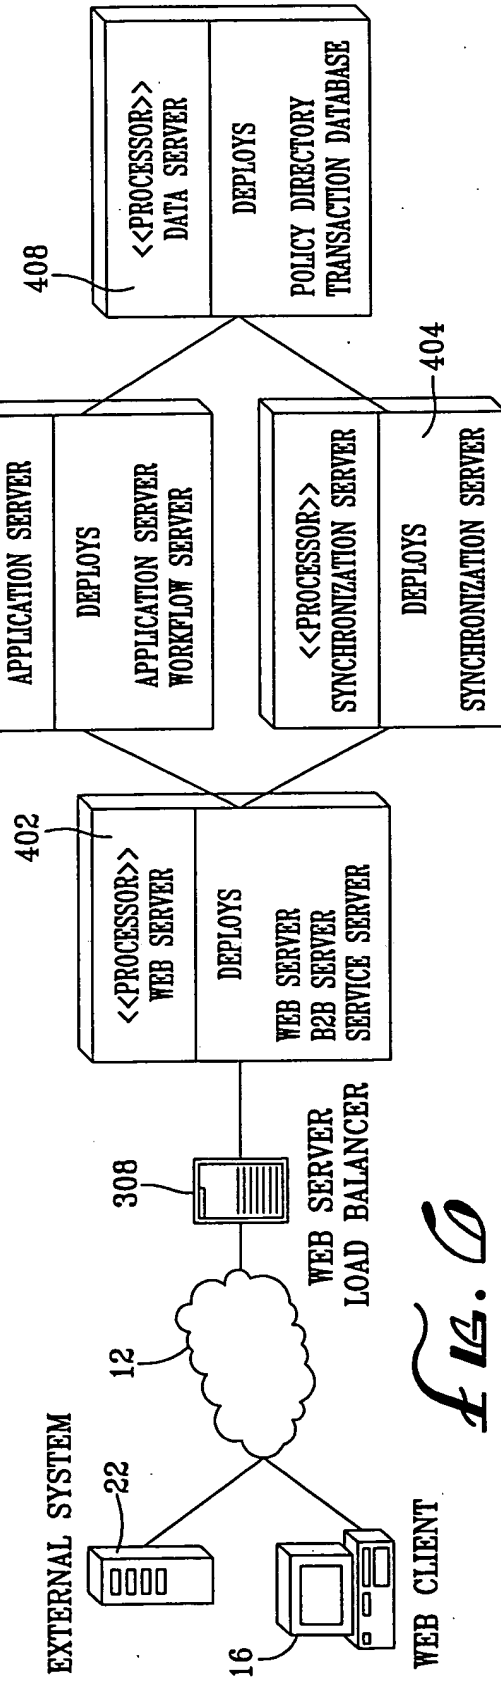 EXTERNAL SYSTEM
22
16
WEB CLIENT
12
308
WEB SERVER
LOAD BALANCER
402
<<PROCESSOR>>
WEB SERVER
DEPLOYS
WEB SERVER
B2B SERVER
SERVICE SERVER
APPLICATION SERVER
DEPLOYS
APPLICATION SERVER
WORKFLOW SERVER
<<PROCESSOR>>
SYNCHRONIZATION SERVER
DEPLOYS
SYNCHRONIZATION SERVER
404
408
<<PROCESSOR>>
DATA SERVER
DEPLOYS
POLICY DIRECTORY
TRANSACTION DATABASE
FIG. 6